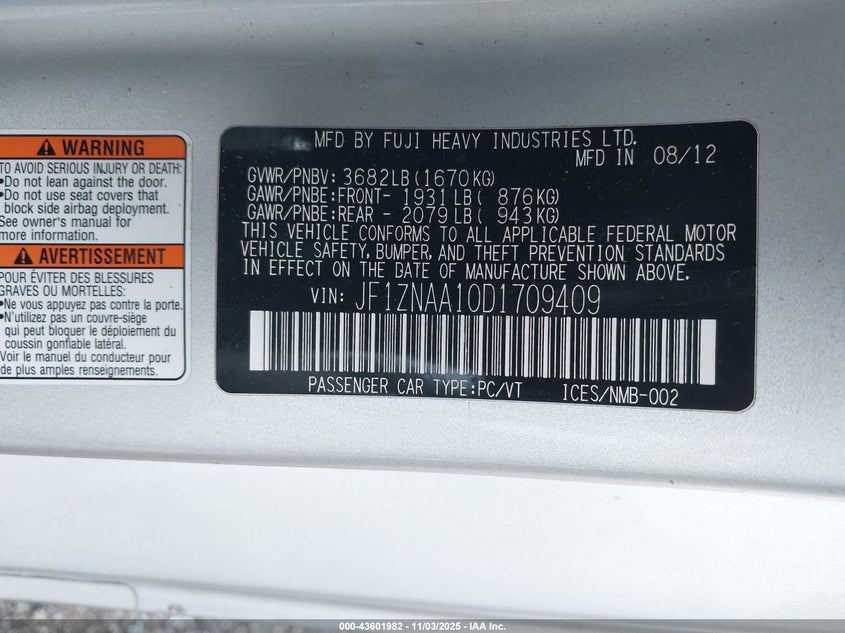 WARNING
TO AVOID SERIOUS INJURY OR DEATH:
•Do not lean against the door.
•Do not use seat covers that
block side airbag deployment.
See owner's manual for
more information.
AVERTISSEMENT
POUR ÉVITER DES BLESSURES
GRAVES OU MORTELLES:
•Ne vous appuyez pas contre la porte.
•N'utilisez pas un couvre-siège
qui peut bloquer le déploiement du
coussin gonflable latéral.
Voir le manuel du conducteur pour
de plus amples renseignements.
MFD BY FUJI HEAVY INDUSTRIES LTD.
MFD IN 08/12
GVWR/PNBV: 3682LB(1670KG)
GAWR/PNBE:FRONT- 1931LB( 876KG)
GAWR/PNBE:REAR - 2079LB( 943KG)
THIS VEHICLE CONFORMS TO ALL APPLICABLE FEDERAL MOTOR
VEHICLE SAFETY, BUMPER, AND THEFT PREVENTION STANDARDS
IN EFFECT ON THE DATE OF MANUFACTURE SHOWN ABOVE.
VIN: JF1ZNAA10D1709409
PASSENGER CAR TYPE:PC/VT ICES/NMB-002
000-43601982 - 11/03/2025 - IAA Inc.